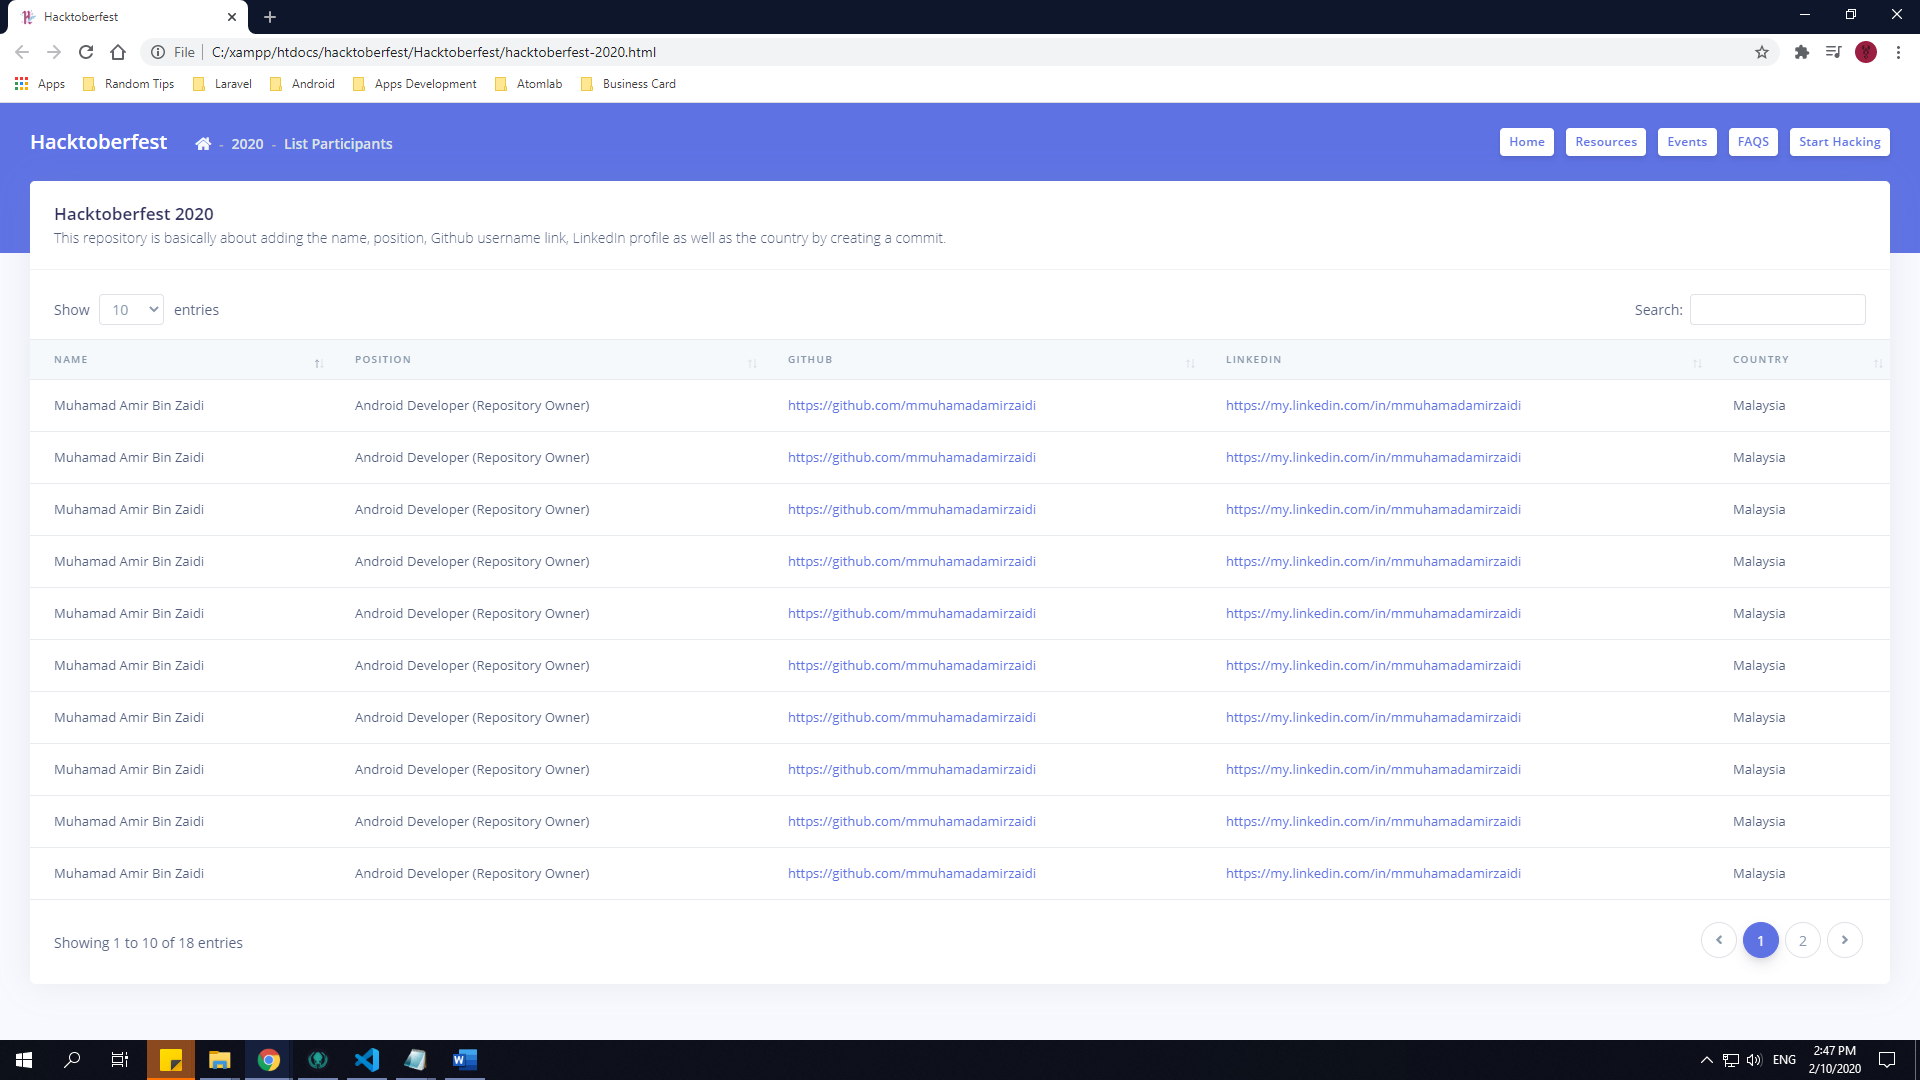 Hacktoberfest
File C:/xampp/htdocs/hacktoberfest/Hacktoberfest/hacktoberfest-2020.html
Apps Random Tips Laravel Android Apps Development Atomlab Business Card
Hacktoberfest - 2020 - List Participants Home Resources Events FAQS Start Hacking
Hacktoberfest 2020
This repository is basically about adding the name, position, Github username link, LinkedIn profile as well as the country by creating a commit.
Show 10 entries Search:
NAME POSITION GITHUB LINKEDIN COUNTRY
Muhamad Amir Bin Zaidi Android Developer (Repository Owner) https://github.com/mmuhamadamirzaidi https://my.linkedin.com/in/mmuhamadamirzaidi Malaysia
Muhamad Amir Bin Zaidi Android Developer (Repository Owner) https://github.com/mmuhamadamirzaidi https://my.linkedin.com/in/mmuhamadamirzaidi Malaysia
Muhamad Amir Bin Zaidi Android Developer (Repository Owner) https://github.com/mmuhamadamirzaidi https://my.linkedin.com/in/mmuhamadamirzaidi Malaysia
Muhamad Amir Bin Zaidi Android Developer (Repository Owner) https://github.com/mmuhamadamirzaidi https://my.linkedin.com/in/mmuhamadamirzaidi Malaysia
Muhamad Amir Bin Zaidi Android Developer (Repository Owner) https://github.com/mmuhamadamirzaidi https://my.linkedin.com/in/mmuhamadamirzaidi Malaysia
Muhamad Amir Bin Zaidi Android Developer (Repository Owner) https://github.com/mmuhamadamirzaidi https://my.linkedin.com/in/mmuhamadamirzaidi Malaysia
Muhamad Amir Bin Zaidi Android Developer (Repository Owner) https://github.com/mmuhamadamirzaidi https://my.linkedin.com/in/mmuhamadamirzaidi Malaysia
Muhamad Amir Bin Zaidi Android Developer (Repository Owner) https://github.com/mmuhamadamirzaidi https://my.linkedin.com/in/mmuhamadamirzaidi Malaysia
Muhamad Amir Bin Zaidi Android Developer (Repository Owner) https://github.com/mmuhamadamirzaidi https://my.linkedin.com/in/mmuhamadamirzaidi Malaysia
Muhamad Amir Bin Zaidi Android Developer (Repository Owner) https://github.com/mmuhamadamirzaidi https://my.linkedin.com/in/mmuhamadamirzaidi Malaysia
Showing 1 to 10 of 18 entries 1 2
ENG 2:47 PM
2/10/2020